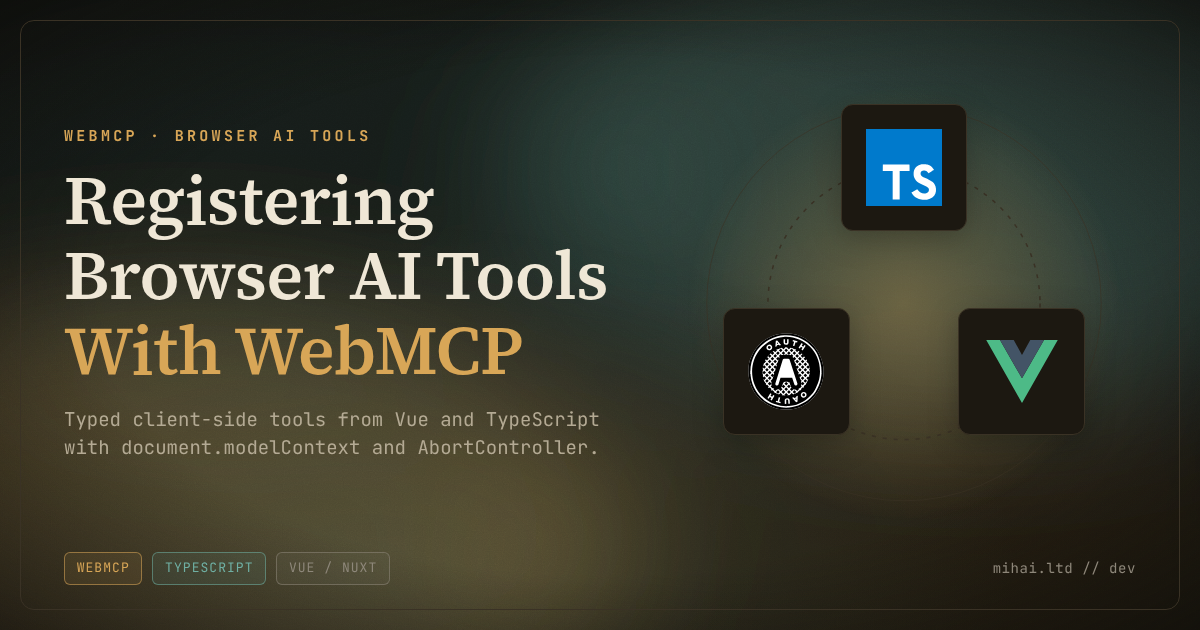 WEBMCP · BROWSER AI TOOLS
Registering
Browser AI Tools
With WebMCP
Typed client-side tools from Vue and TypeScript
with document.modelContext and AbortController.
TS
OAUTH
A
OAUTH
WEBMCP
TYPESCRIPT
VUE / NUXT
mihai.ltd // dev